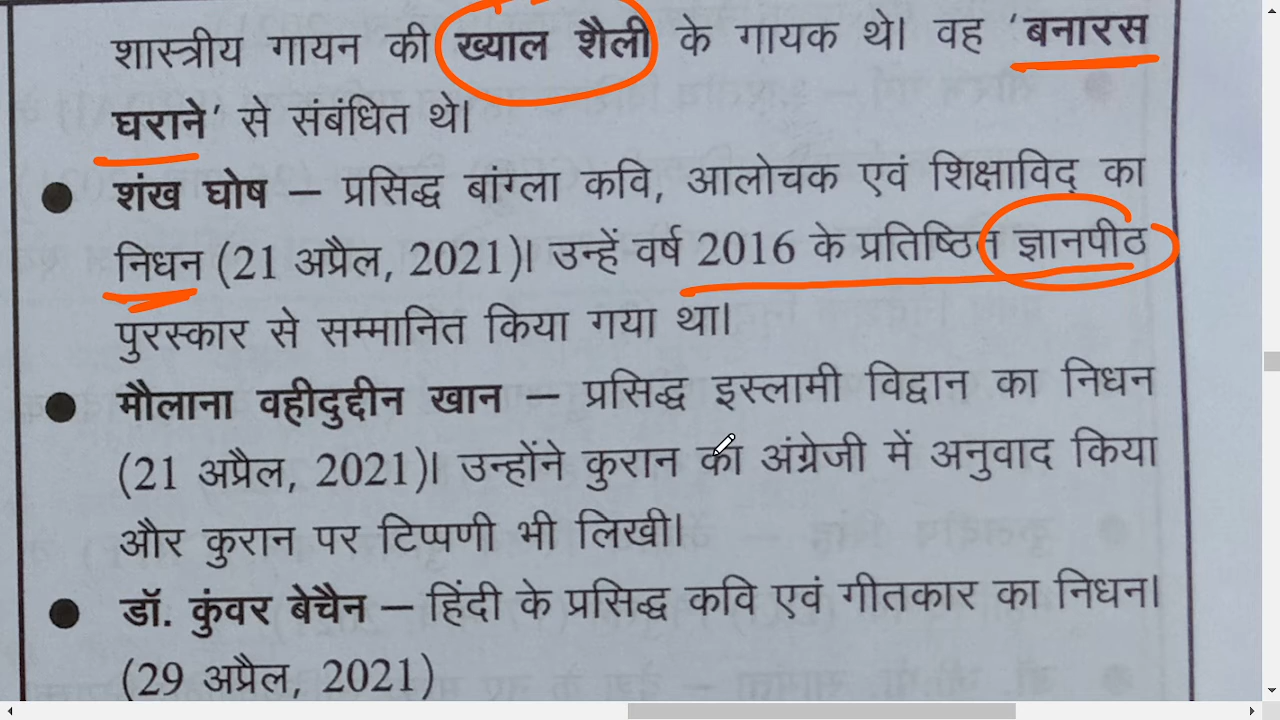 शास्त्रीय गायन की ख्याल शैली के गायक थे। वह 'बनारस
घराने' से संबंधित थे।
● शंख घोष – प्रसिद्ध बांग्ला कवि, आलोचक एवं शिक्षाविद् का
निधन (21 अप्रैल, 2021)। उन्हें वर्ष 2016 के प्रतिष्ठित ज्ञानपीठ
पुरस्कार से सम्मानित किया गया था।
● मौलाना वहीदुद्दीन खान – प्रसिद्ध इस्लामी विद्वान का निधन
(21 अप्रैल, 2021)। उन्होंने कुरान का अंग्रेजी में अनुवाद किया
और कुरान पर टिप्पणी भी लिखी।
● डॉ. कुंवर बेचैन – हिंदी के प्रसिद्ध कवि एवं गीतकार का निधन।
(29 अप्रैल, 2021)